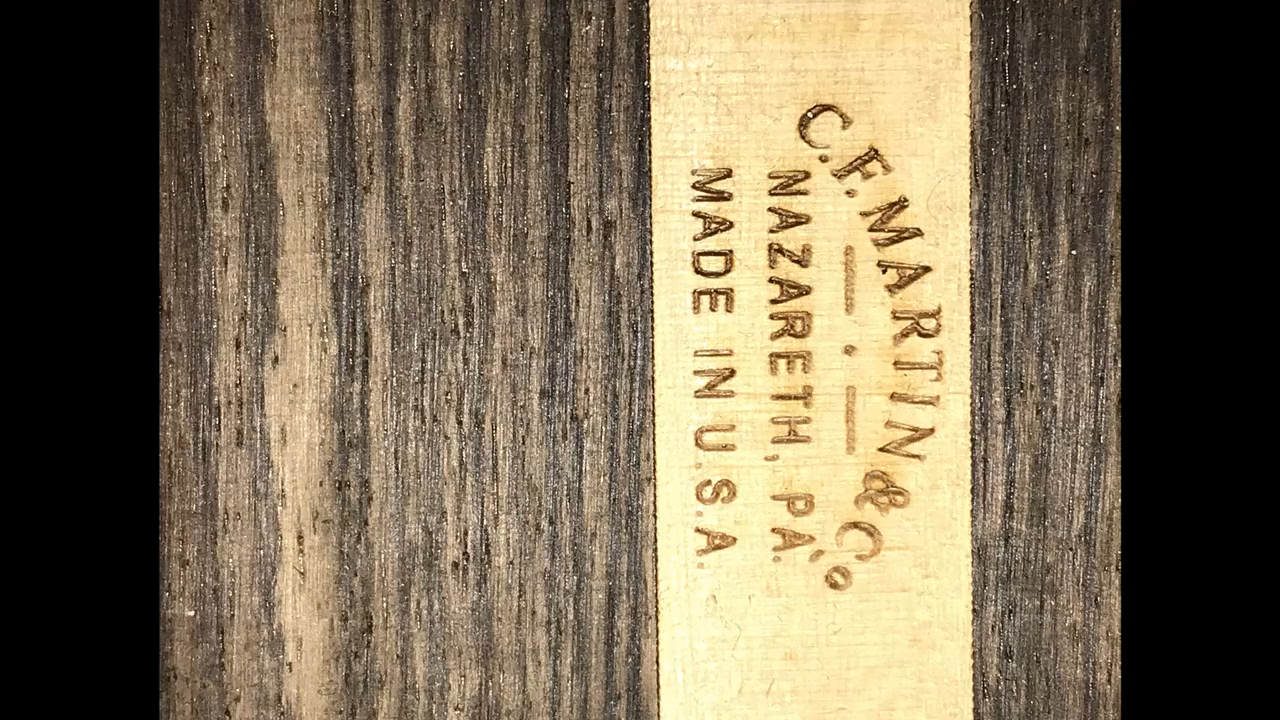 C. F. MARTIN & Co
NAZARETH, PA.
MADE IN U.S.A.